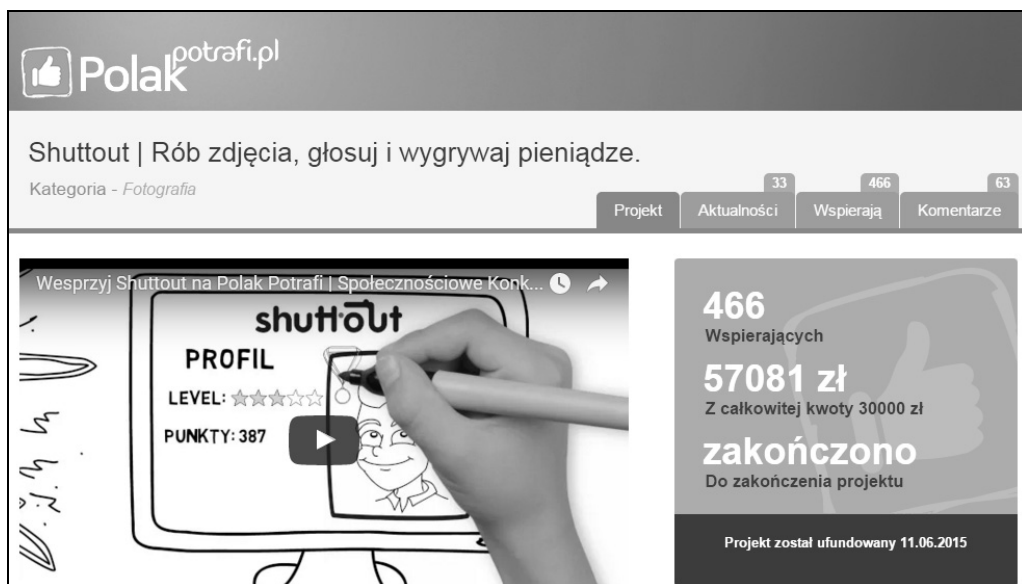 Polak potrafi.pl
Shuttout | Rób zdjęcia, głosuj i wygrywaj pieniądze.
Kategoria - Fotografia
33 466 63
Projekt Aktualności Wspierają Komentarze
Wesprzyj Shuttout na Polak Potrafi | Społecznościowe Konk...
shuttout
PROFIL
LEVEL:
PUNKTY: 387
466
Wspierających
57081 zł
Z całkowitej kwoty 30000 zł
zakończono
Do zakończenia projektu
Projekt został ufundowany 11.06.2015